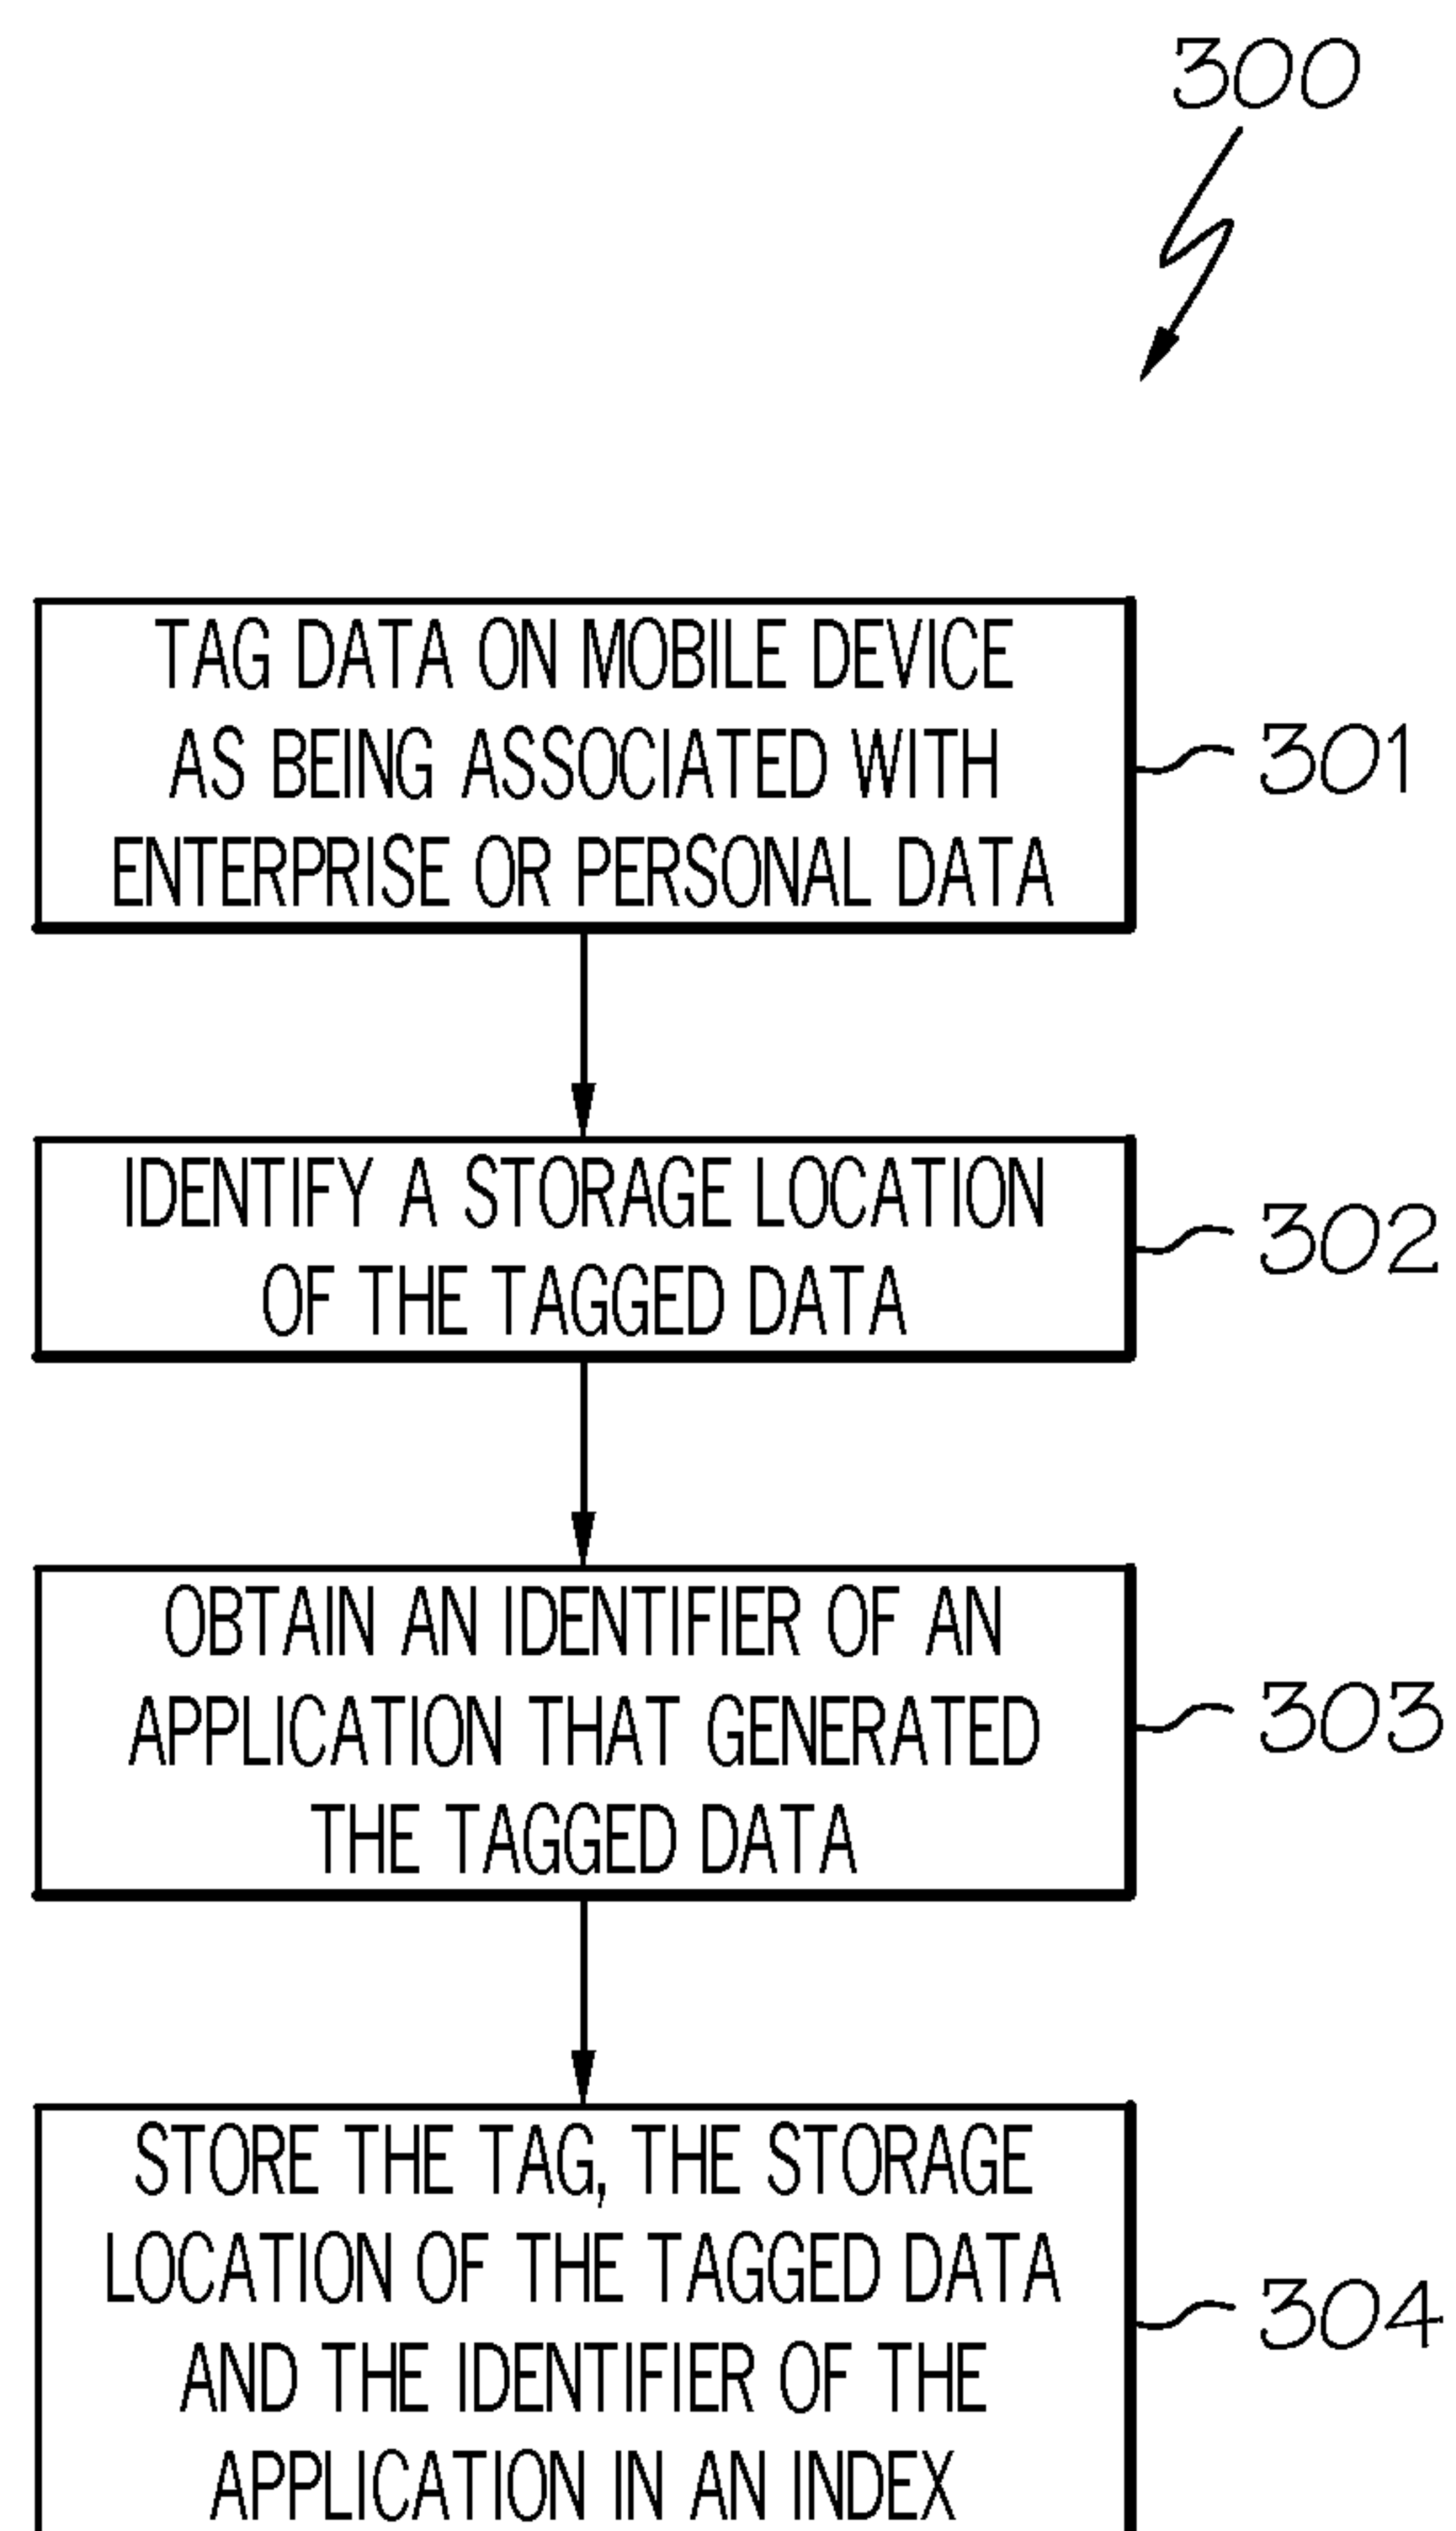 300
TAG DATA ON MOBILE DEVICE
AS BEING ASSOCIATED WITH
ENTERPRISE OR PERSONAL DATA
301
IDENTIFY A STORAGE LOCATION
OF THE TAGGED DATA
302
OBTAIN AN IDENTIFIER OF AN
APPLICATION THAT GENERATED
THE TAGGED DATA
303
STORE THE TAG, THE STORAGE
LOCATION OF THE TAGGED DATA
AND THE IDENTIFIER OF THE
APPLICATION IN AN INDEX
304